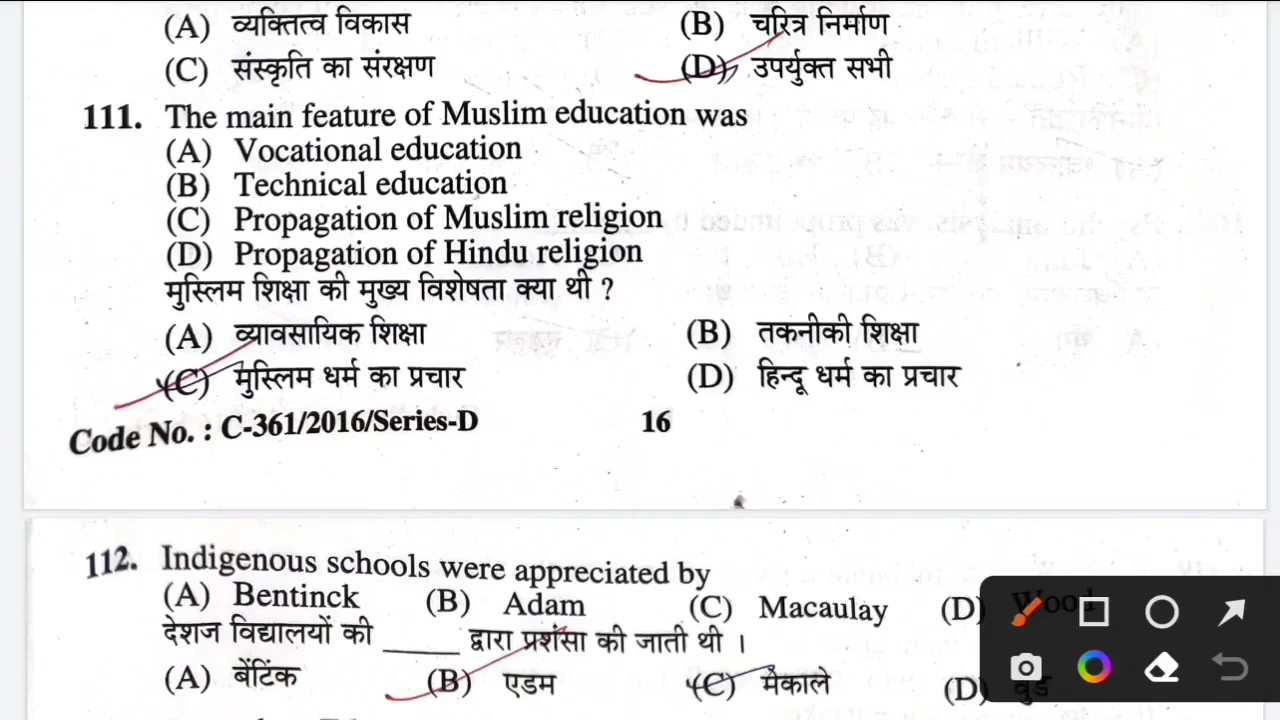 (A) व्यक्तित्व विकास (B) चरित्र निर्माण
(C) संस्कृति का संरक्षण (D) उपर्युक्त सभी
111. The main feature of Muslim education was
(A) Vocational education
(B) Technical education
(C) Propagation of Muslim religion
(D) Propagation of Hindu religion
मुस्लिम शिक्षा की मुख्य विशेषता क्या थी ?
(A) व्यावसायिक शिक्षा (B) तकनीकी शिक्षा
(C) मुस्लिम धर्म का प्रचार (D) हिन्दू धर्म का प्रचार
Code No. : C-361/2016/Series-D 16
112. Indigenous schools were appreciated by
(A) Bentinck (B) Adam (C) Macaulay (D) Wood
देशज विद्यालयों की ______ द्वारा प्रशंसा की जाती थी ।
(A) बेंटिंक (B) एडम (C) मेकाले (D) वुड